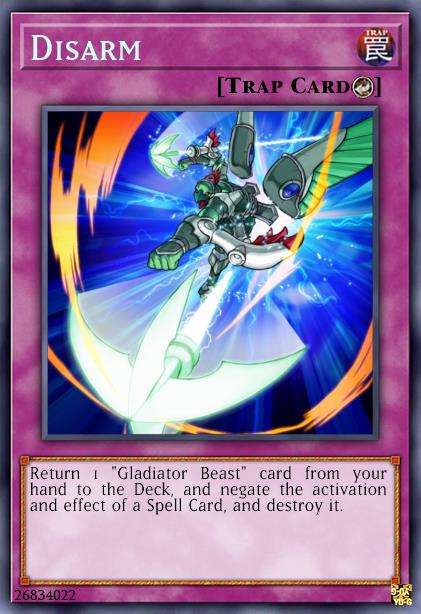 Disarm
TRAP
罠
[Trap Card]
Return 1 "Gladiator Beast" card from your
hand to the Deck, and negate the activation
and effect of a Spell Card, and destroy it.
26834022